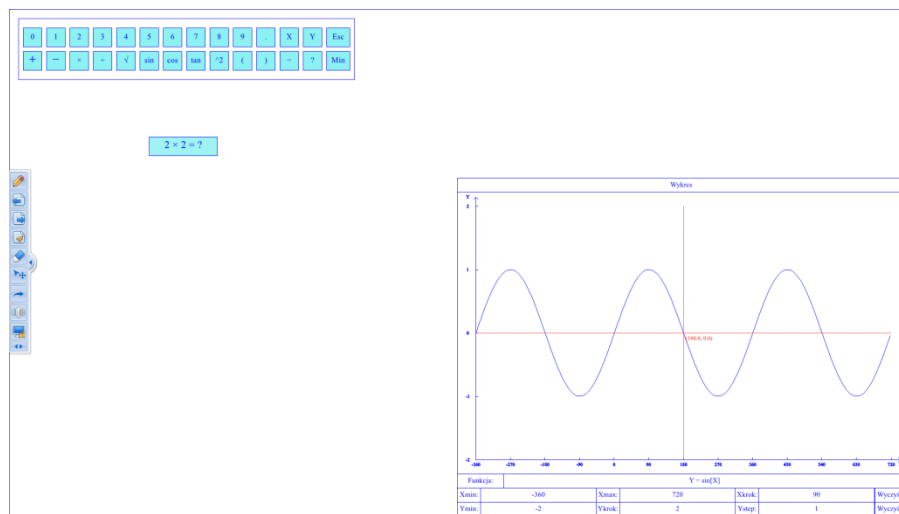 0 1 2 3 4 5 6 7 8 9 . X Y Esc
+ − × ÷ √ sin cos tan ^2 ( ) = ? Min
2 × 2 = ?
Wykres
Y
2
1
0
(180.0, 0.0)
-1
-2
-360 -270 -180 -90 0 90 180 270 360 450 540 630 720
Funkcja: Y = sin[X]
Xmin: -360 Xmax: 720 Xkrok: 90 Wyczyś
Ymin: -2 Ykrok: 2 Ystep: 1 Wyczyś